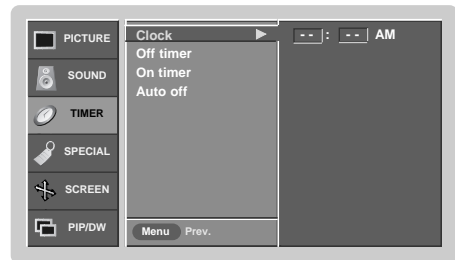 PICTURE
SOUND
TIMER
SPECIAL
SCREEN
PIP/DW
Clock
Off timer
On timer
Auto off
Menu Prev.
-- : -- AM